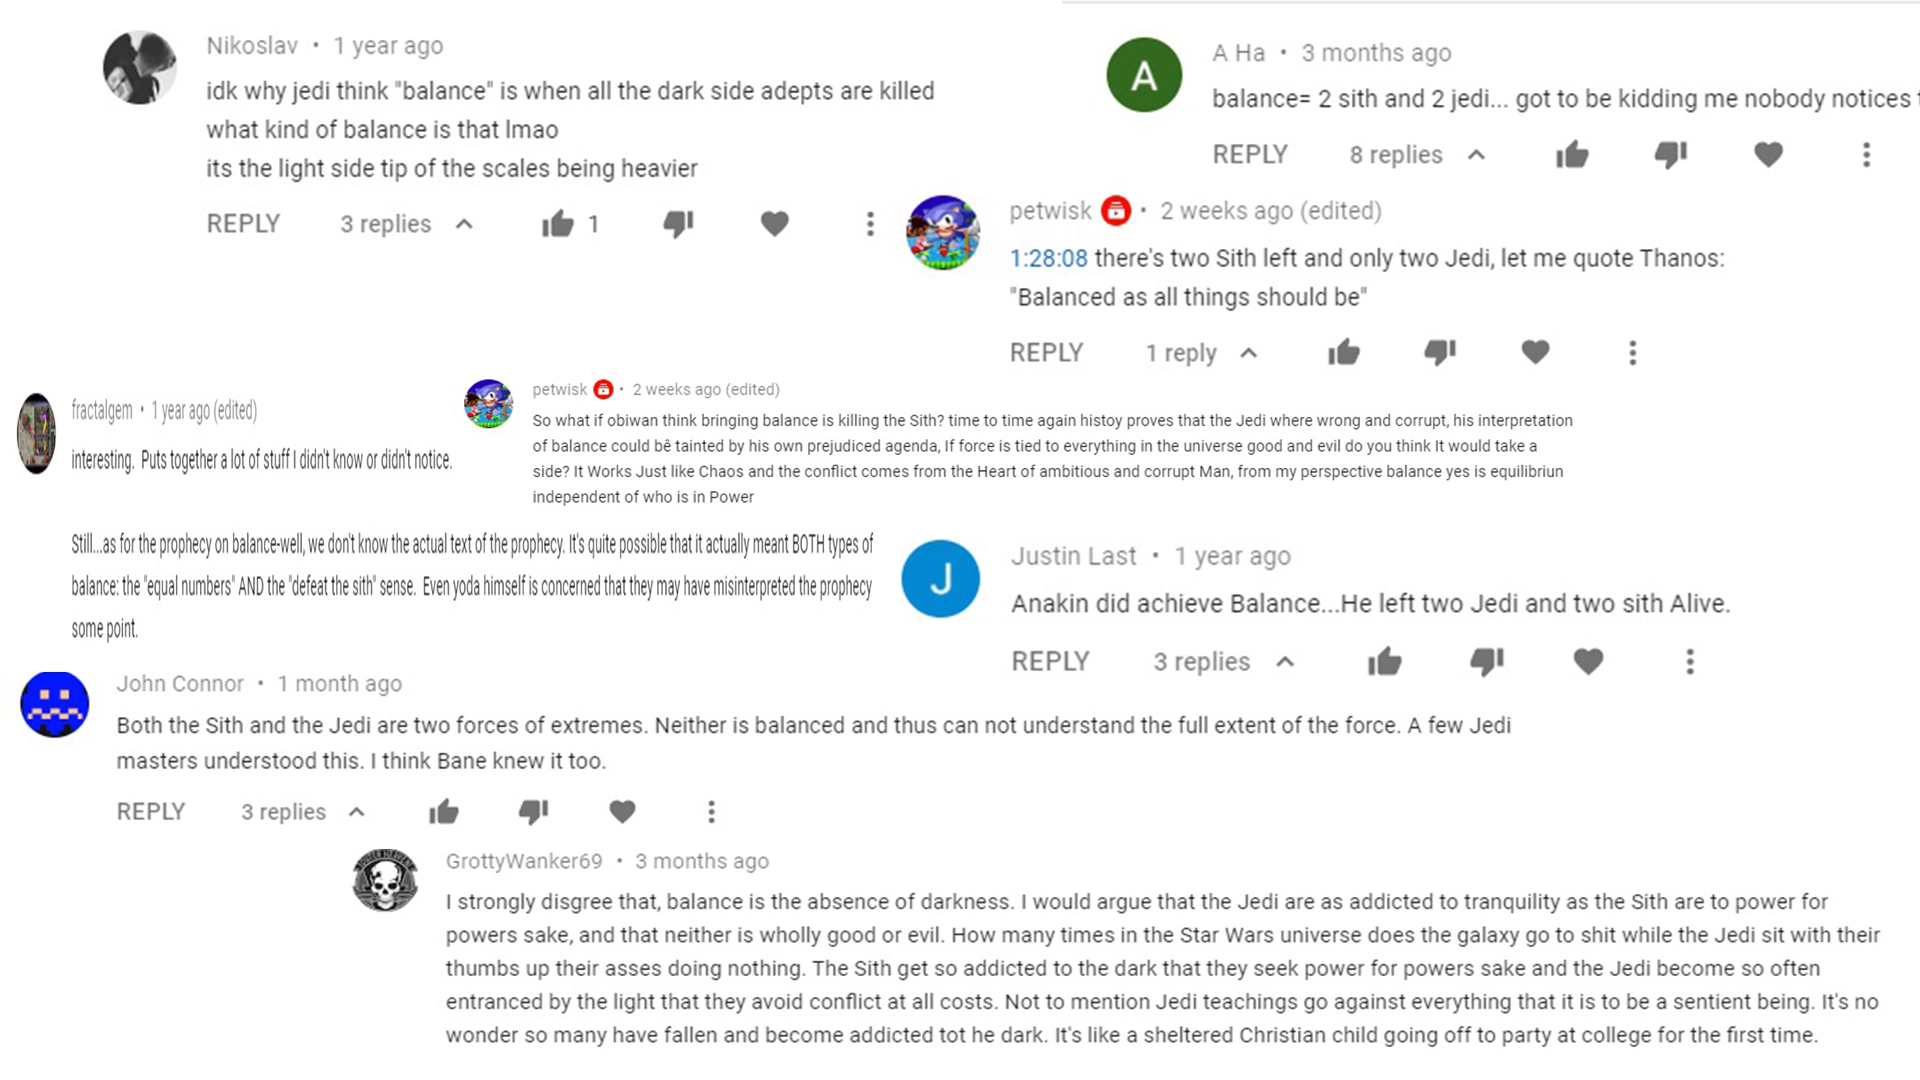 Nikoslav • 1 year ago
idk why jedi think "balance" is when all the dark side adepts are killed
what kind of balance is that lmao
its the light side tip of the scales being heavier
REPLY 3 replies 1
A
A Ha • 3 months ago
balance= 2 sith and 2 jedi... got to be kidding me nobody notices
REPLY 8 replies
petwisk • 2 weeks ago (edited)
1:28:08 there's two Sith left and only two Jedi, let me quote Thanos:
"Balanced as all things should be"
REPLY 1 reply
fractalgem • 1 year ago (edited)
interesting. Puts together a lot of stuff I didn't know or didn't notice.
Still...as for the prophecy on balance-well, we don't know the actual text of the prophecy. It's quite possible that it actually meant BOTH types of
balance: the "equal numbers" AND the "defeat the sith" sense. Even yoda himself is concerned that they may have misinterpreted the prophecy
some point.
petwisk • 2 weeks ago (edited)
So what if obiwan think bringing balance is killing the Sith? time to time again histoy proves that the Jedi where wrong and corrupt, his interpretation
of balance could bê tainted by his own prejudiced agenda, If force is tied to everything in the universe good and evil do you think It would take a
side? It Works Just like Chaos and the conflict comes from the Heart of ambitious and corrupt Man, from my perspective balance yes is equilibriun
independent of who is in Power
J
Justin Last • 1 year ago
Anakin did achieve Balance...He left two Jedi and two sith Alive.
REPLY 3 replies
John Connor • 1 month ago
Both the Sith and the Jedi are two forces of extremes. Neither is balanced and thus can not understand the full extent of the force. A few Jedi
masters understood this. I think Bane knew it too.
REPLY 3 replies
GrottyWanker69 • 3 months ago
I strongly disagree that, balance is the absence of darkness. I would argue that the Jedi are as addicted to tranquility as the Sith are to power for
powers sake, and that neither is wholly good or evil. How many times in the Star Wars universe does the galaxy go to shit while the Jedi sit with their
thumbs up their asses doing nothing. The Sith get so addicted to the dark that they seek power for powers sake and the Jedi become so often
entranced by the light that they avoid conflict at all costs. Not to mention Jedi teachings go against everything that it is to be a sentient being. It's no
wonder so many have fallen and become addicted tot he dark. It's like a sheltered Christian child going off to party at college for the first time.